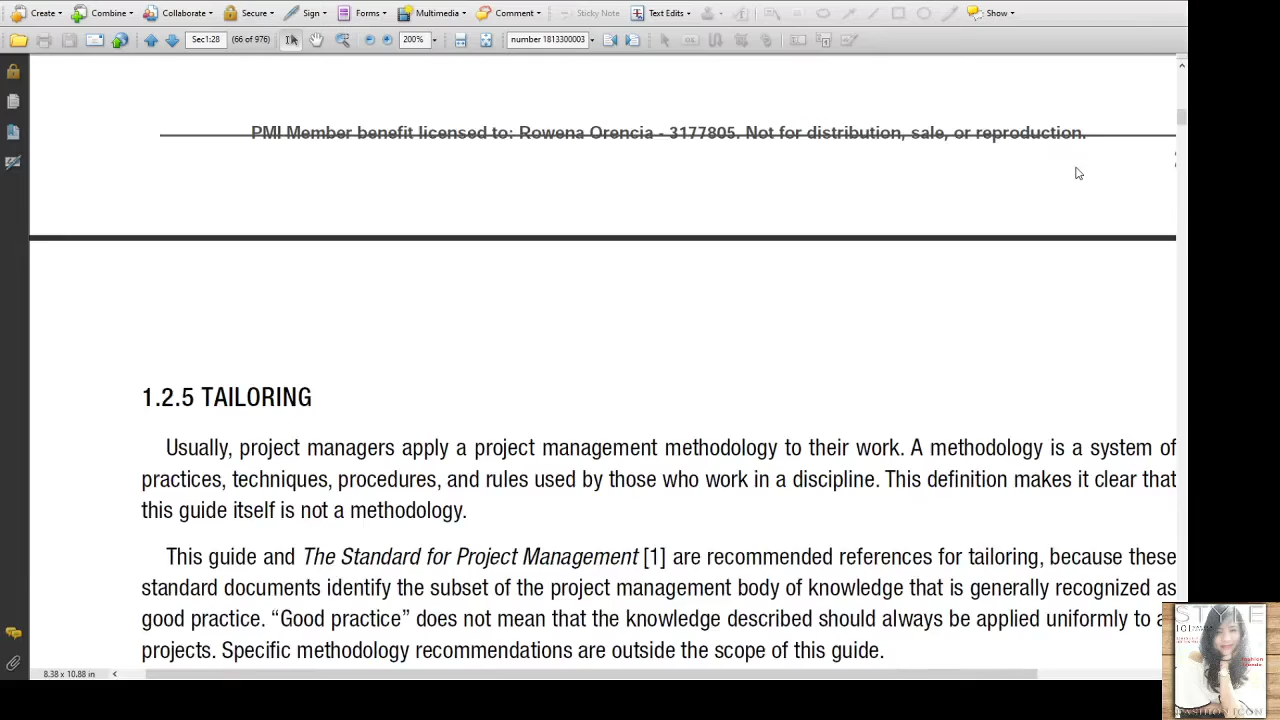 Create Combine Collaborate Secure Sign Forms Multimedia Comment Sticky Note Text Edits Show
Sec1:28 (66 of 976) 200% number 1813300003
PMI Member benefit licensed to: Rowena Orencia - 3177805. Not for distribution, sale, or reproduction.
1.2.5 TAILORING
Usually, project managers apply a project management methodology to their work. A methodology is a system of
practices, techniques, procedures, and rules used by those who work in a discipline. This definition makes it clear that
this guide itself is not a methodology.
This guide and The Standard for Project Management [1] are recommended references for tailoring, because these
standard documents identify the subset of the project management body of knowledge that is generally recognized as
good practice. “Good practice” does not mean that the knowledge described should always be applied uniformly to
projects. Specific methodology recommendations are outside the scope of this guide.
8.38 x 10.88 in
STYLE
101
Fashion
FASHION ICON